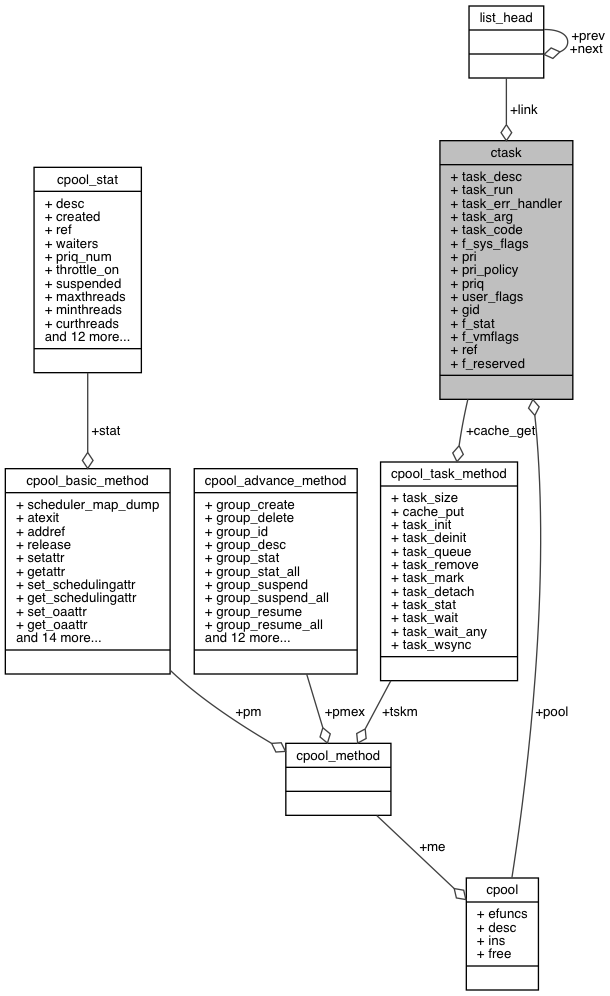 list_head
+prev
+next
+link
ctask
+ task_desc
+ task_run
+ task_err_handler
+ task_arg
+ task_code
+ f_sys_flags
+ pri
+ pri_policy
+ priq
+ user_flags
+ gid
+ f_stat
+ f_vmflags
+ ref
+ f_reserved
cpool_stat
+ desc
+ created
+ ref
+ waiters
+ priq_num
+ throttle_on
+ suspended
+ maxthreads
+ minthreads
+ curthreads
and 12 more...
+stat
+cache_get
cpool_basic_method
+ scheduler_map_dump
+ atexit
+ addref
+ release
+ setattr
+ getattr
+ set_schedulingattr
+ get_schedulingattr
+ set_oaattr
+ get_oaattr
and 14 more...
cpool_advance_method
+ group_create
+ group_delete
+ group_id
+ group_desc
+ group_stat
+ group_stat_all
+ group_suspend
+ group_suspend_all
+ group_resume
+ group_resume_all
and 12 more...
cpool_task_method
+ task_size
+ cache_put
+ task_init
+ task_deinit
+ task_queue
+ task_remove
+ task_mark
+ task_detach
+ task_stat
+ task_wait
+ task_wait_any
+ task_wsync
+pm
+pmex
+tskm
+pool
cpool_method
+me
cpool
+ efuncs
+ desc
+ ins
+ free